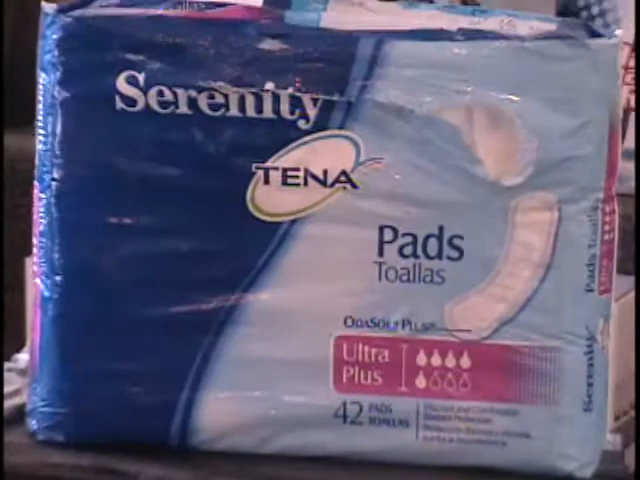 Serenity
TENA
Pads
Toallas
ODASORB PLUS
Ultra
Plus
42 PADS
TOALLAS
Pads Toallas
Serenity